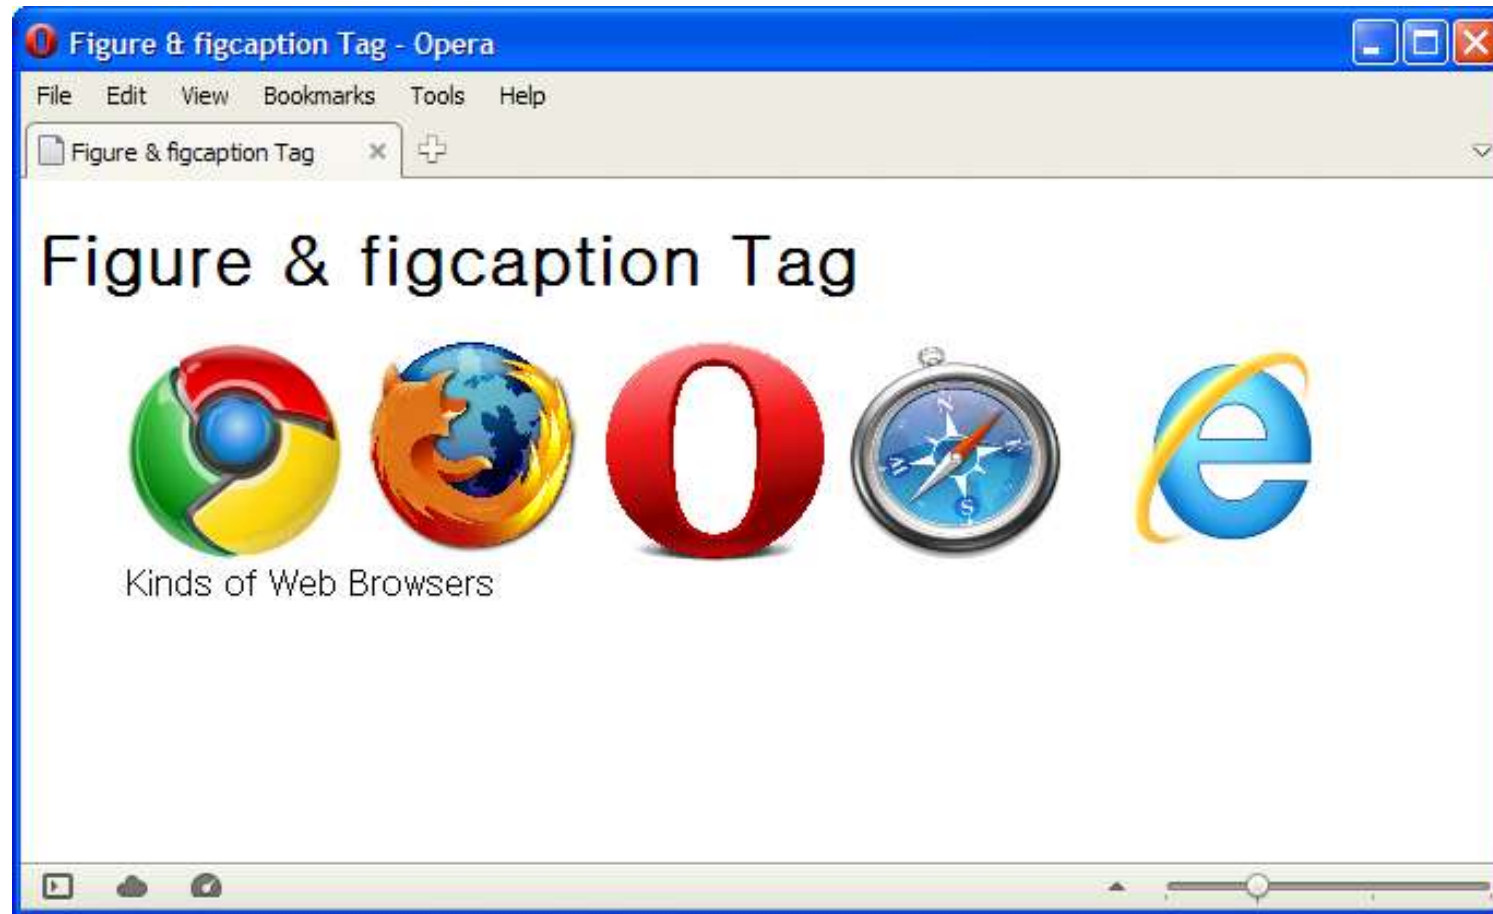 Figure & figcaption Tag - Opera
File Edit View Bookmarks Tools Help
Figure & figcaption Tag
Figure & figcaption Tag
N
W
S
e
Kinds of Web Browsers